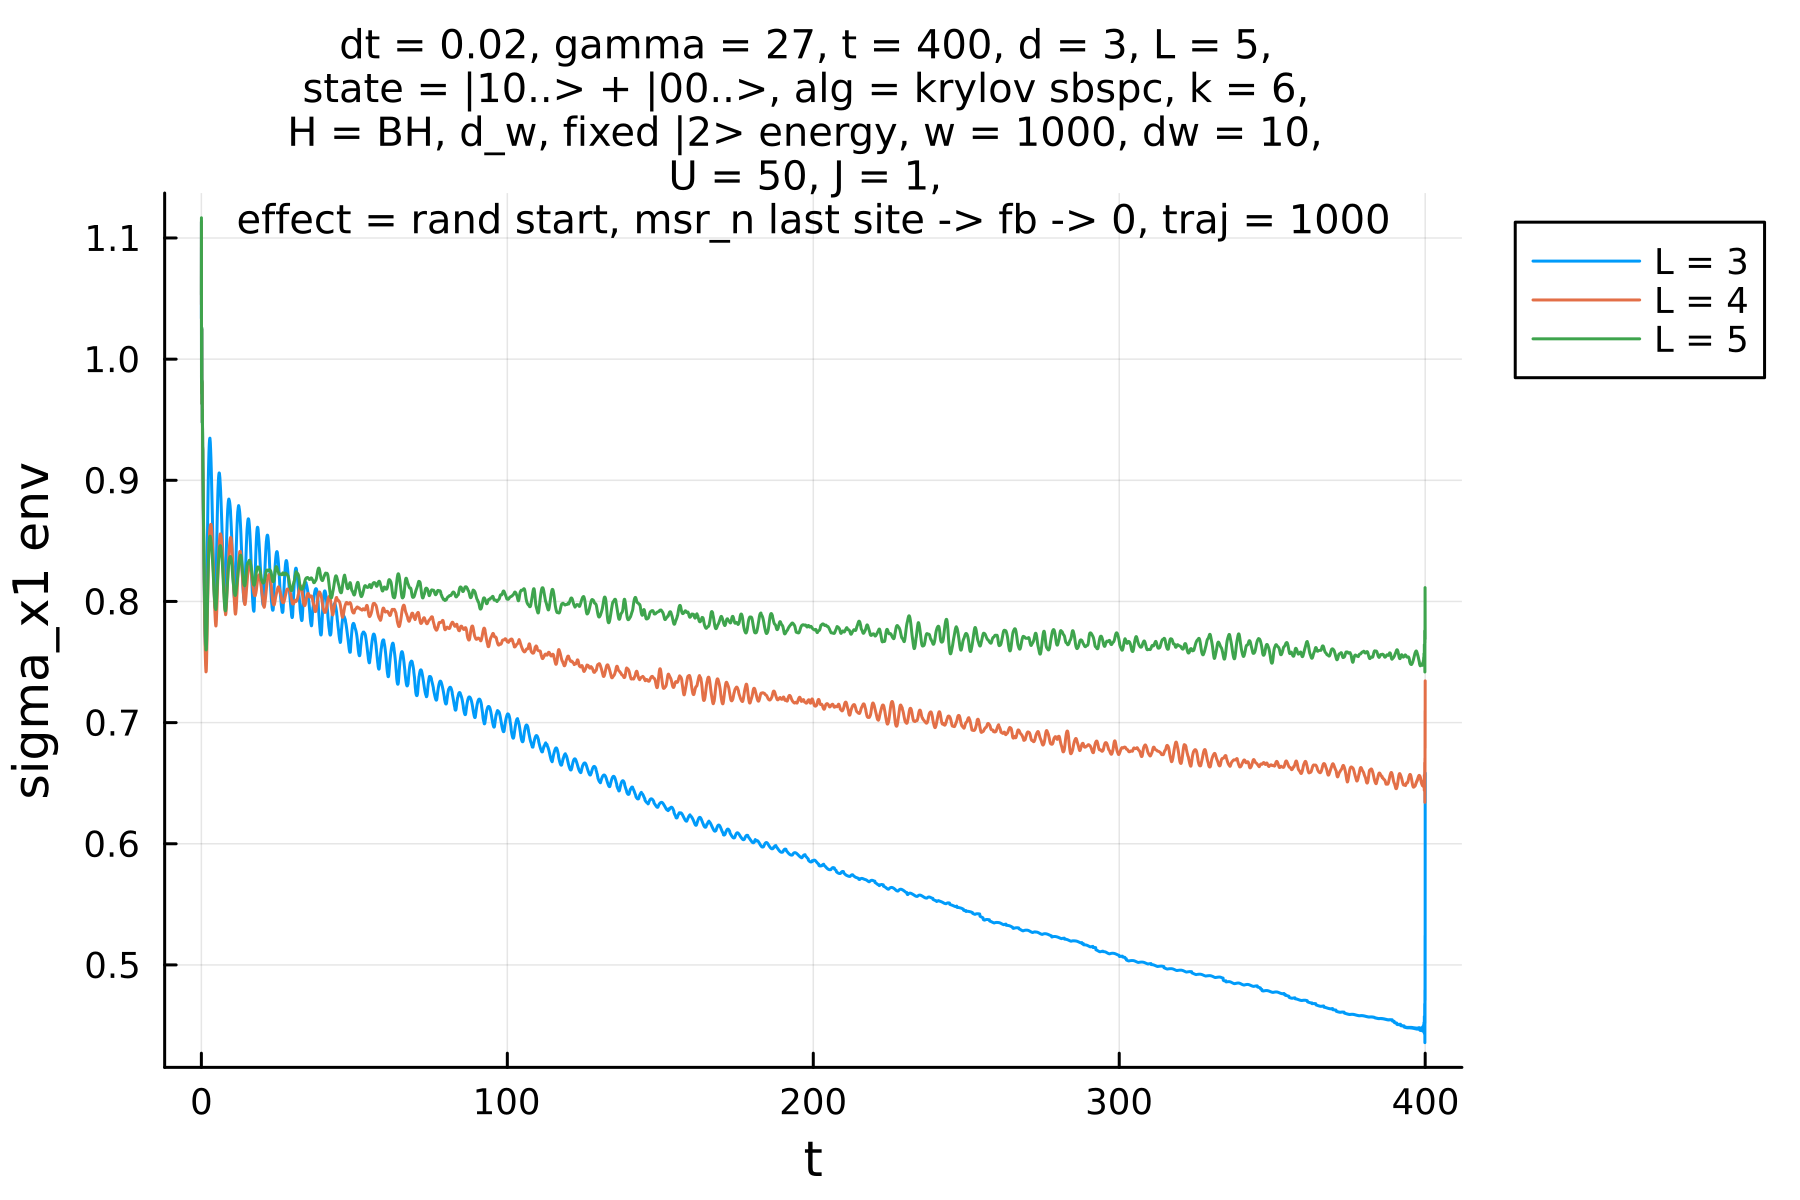 dt = 0.02, gamma = 27, t = 400, d = 3, L = 5,
state = |10..> + |00..>, alg = krylov sbspc, k = 6,
H = BH, d_w, fixed |2> energy, w = 1000, dw = 10,
U = 50, J = 1,
effect = rand start, msr_n last site -> fb -> 0, traj = 1000
L = 3
L = 4
L = 5
sigma_x1 env
1.1
1.0
0.9
0.8
0.7
0.6
0.5
0
100
200
300
400
t